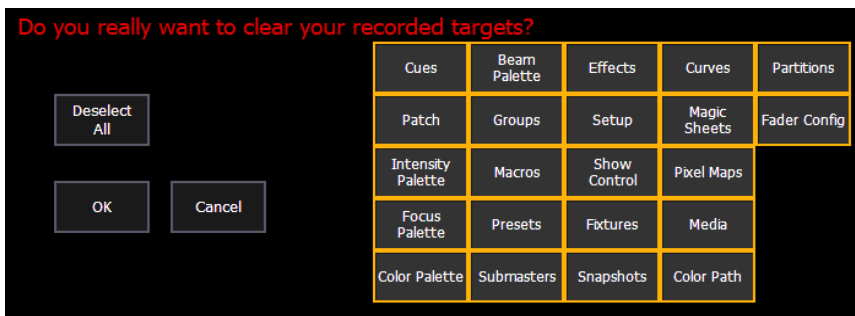 Do you really want to clear your recorded targets?
Cues
Beam
Palette
Effects
Curves
Partitions
Deselect
All
Patch
Groups
Setup
Magic
Sheets
Fader Config
Intensity
Palette
Macros
Show
Control
Pixel Maps
OK
Cancel
Focus
Palette
Presets
Fixtures
Media
Color Palette
Submasters
Snapshots
Color Path